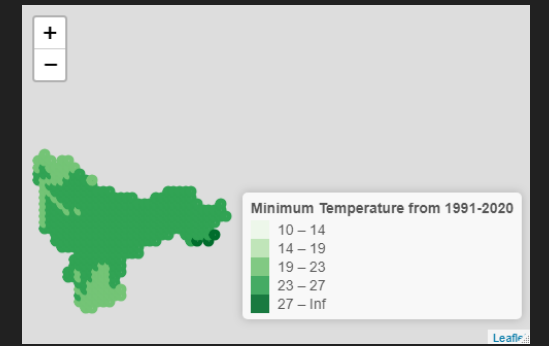 +
−
Minimum Temperature from 1991-2020
10 – 14
14 – 19
19 – 23
23 – 27
27 – Inf